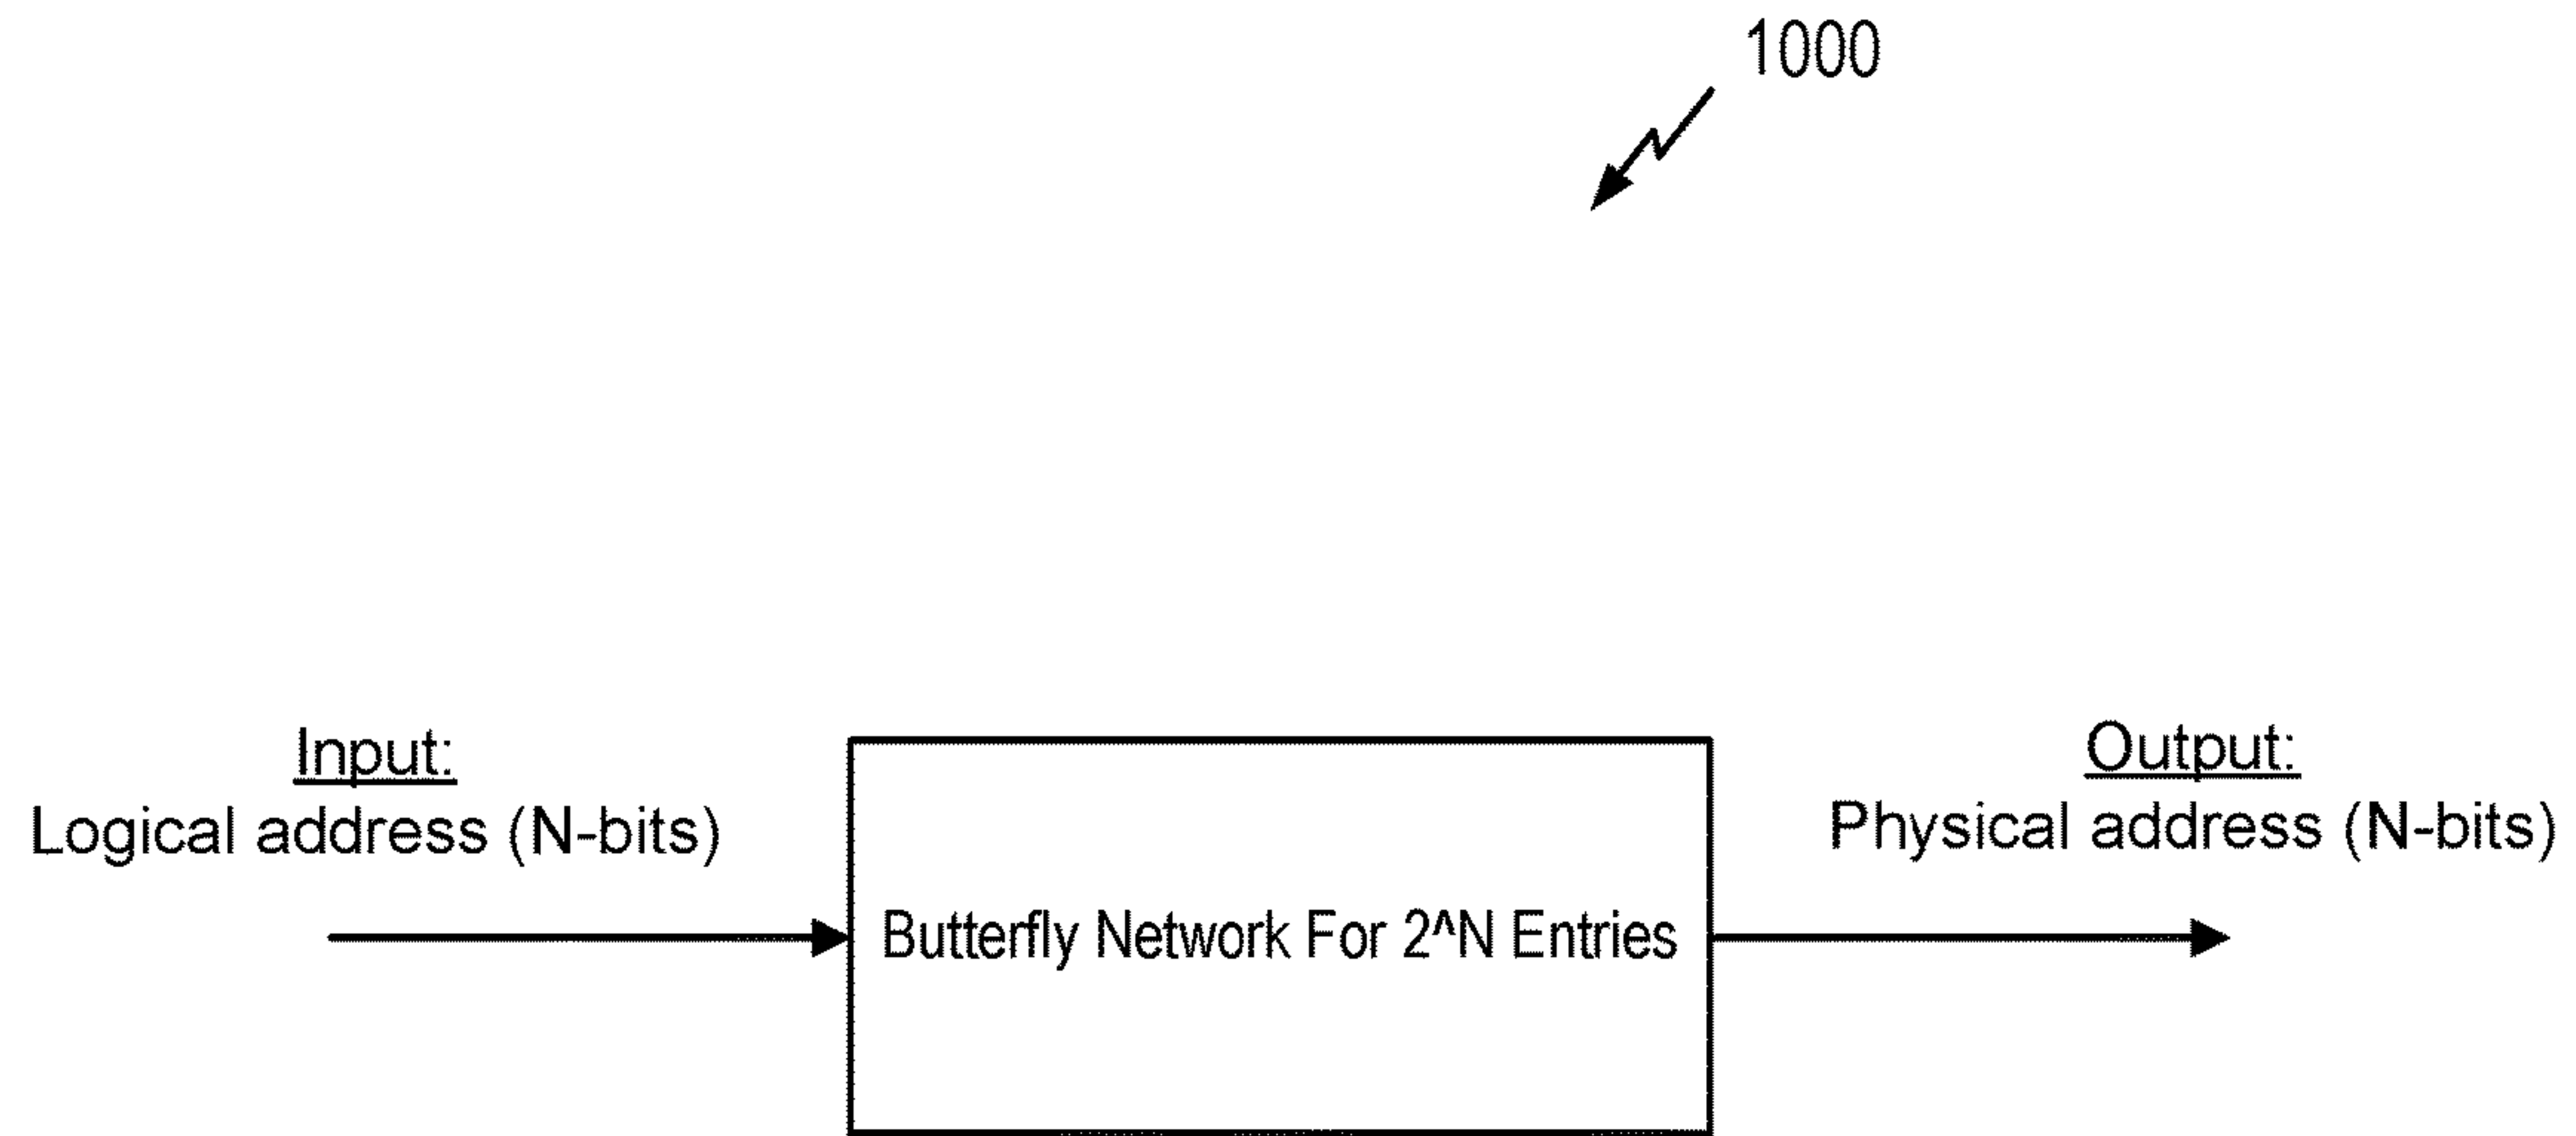 1000
Input:
Logical address (N-bits)
Butterfly Network For 2^N Entries
Output:
Physical address (N-bits)